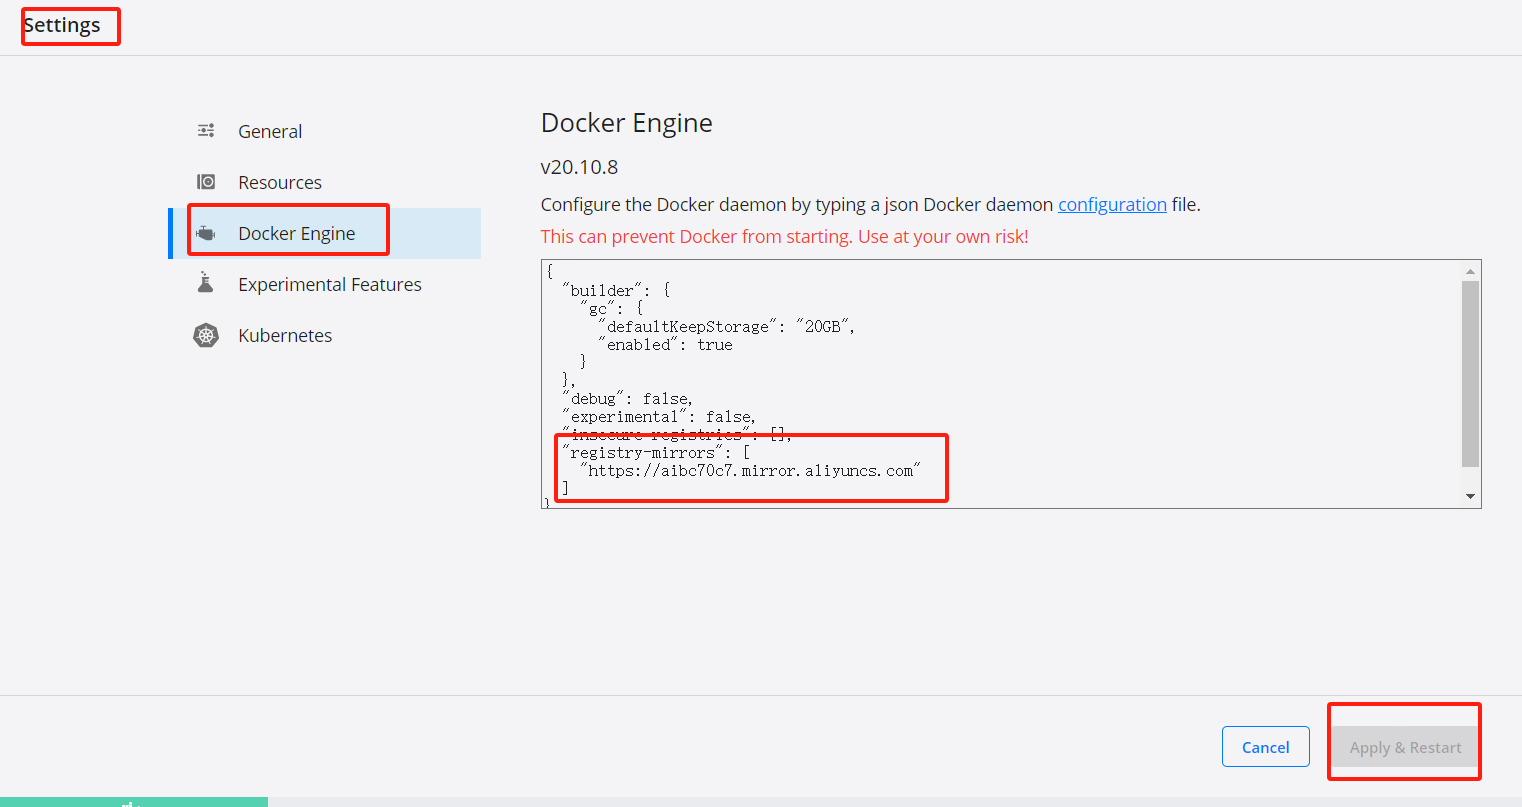 Settings
General
Resources
Docker Engine
Experimental Features
Kubernetes
Docker Engine
v20.10.8
Configure the Docker daemon by typing a json Docker daemon configuration file.
This can prevent Docker from starting. Use at your own risk!
{
"builder": {
"gc": {
"defaultKeepStorage": "20GB",
"enabled": true
}
},
"debug": false,
"experimental": false,
"insecure-registries": [],
"registry-mirrors": [
"https://aibc70c7.mirror.aliyuncs.com"
]
}
Cancel
Apply & Restart